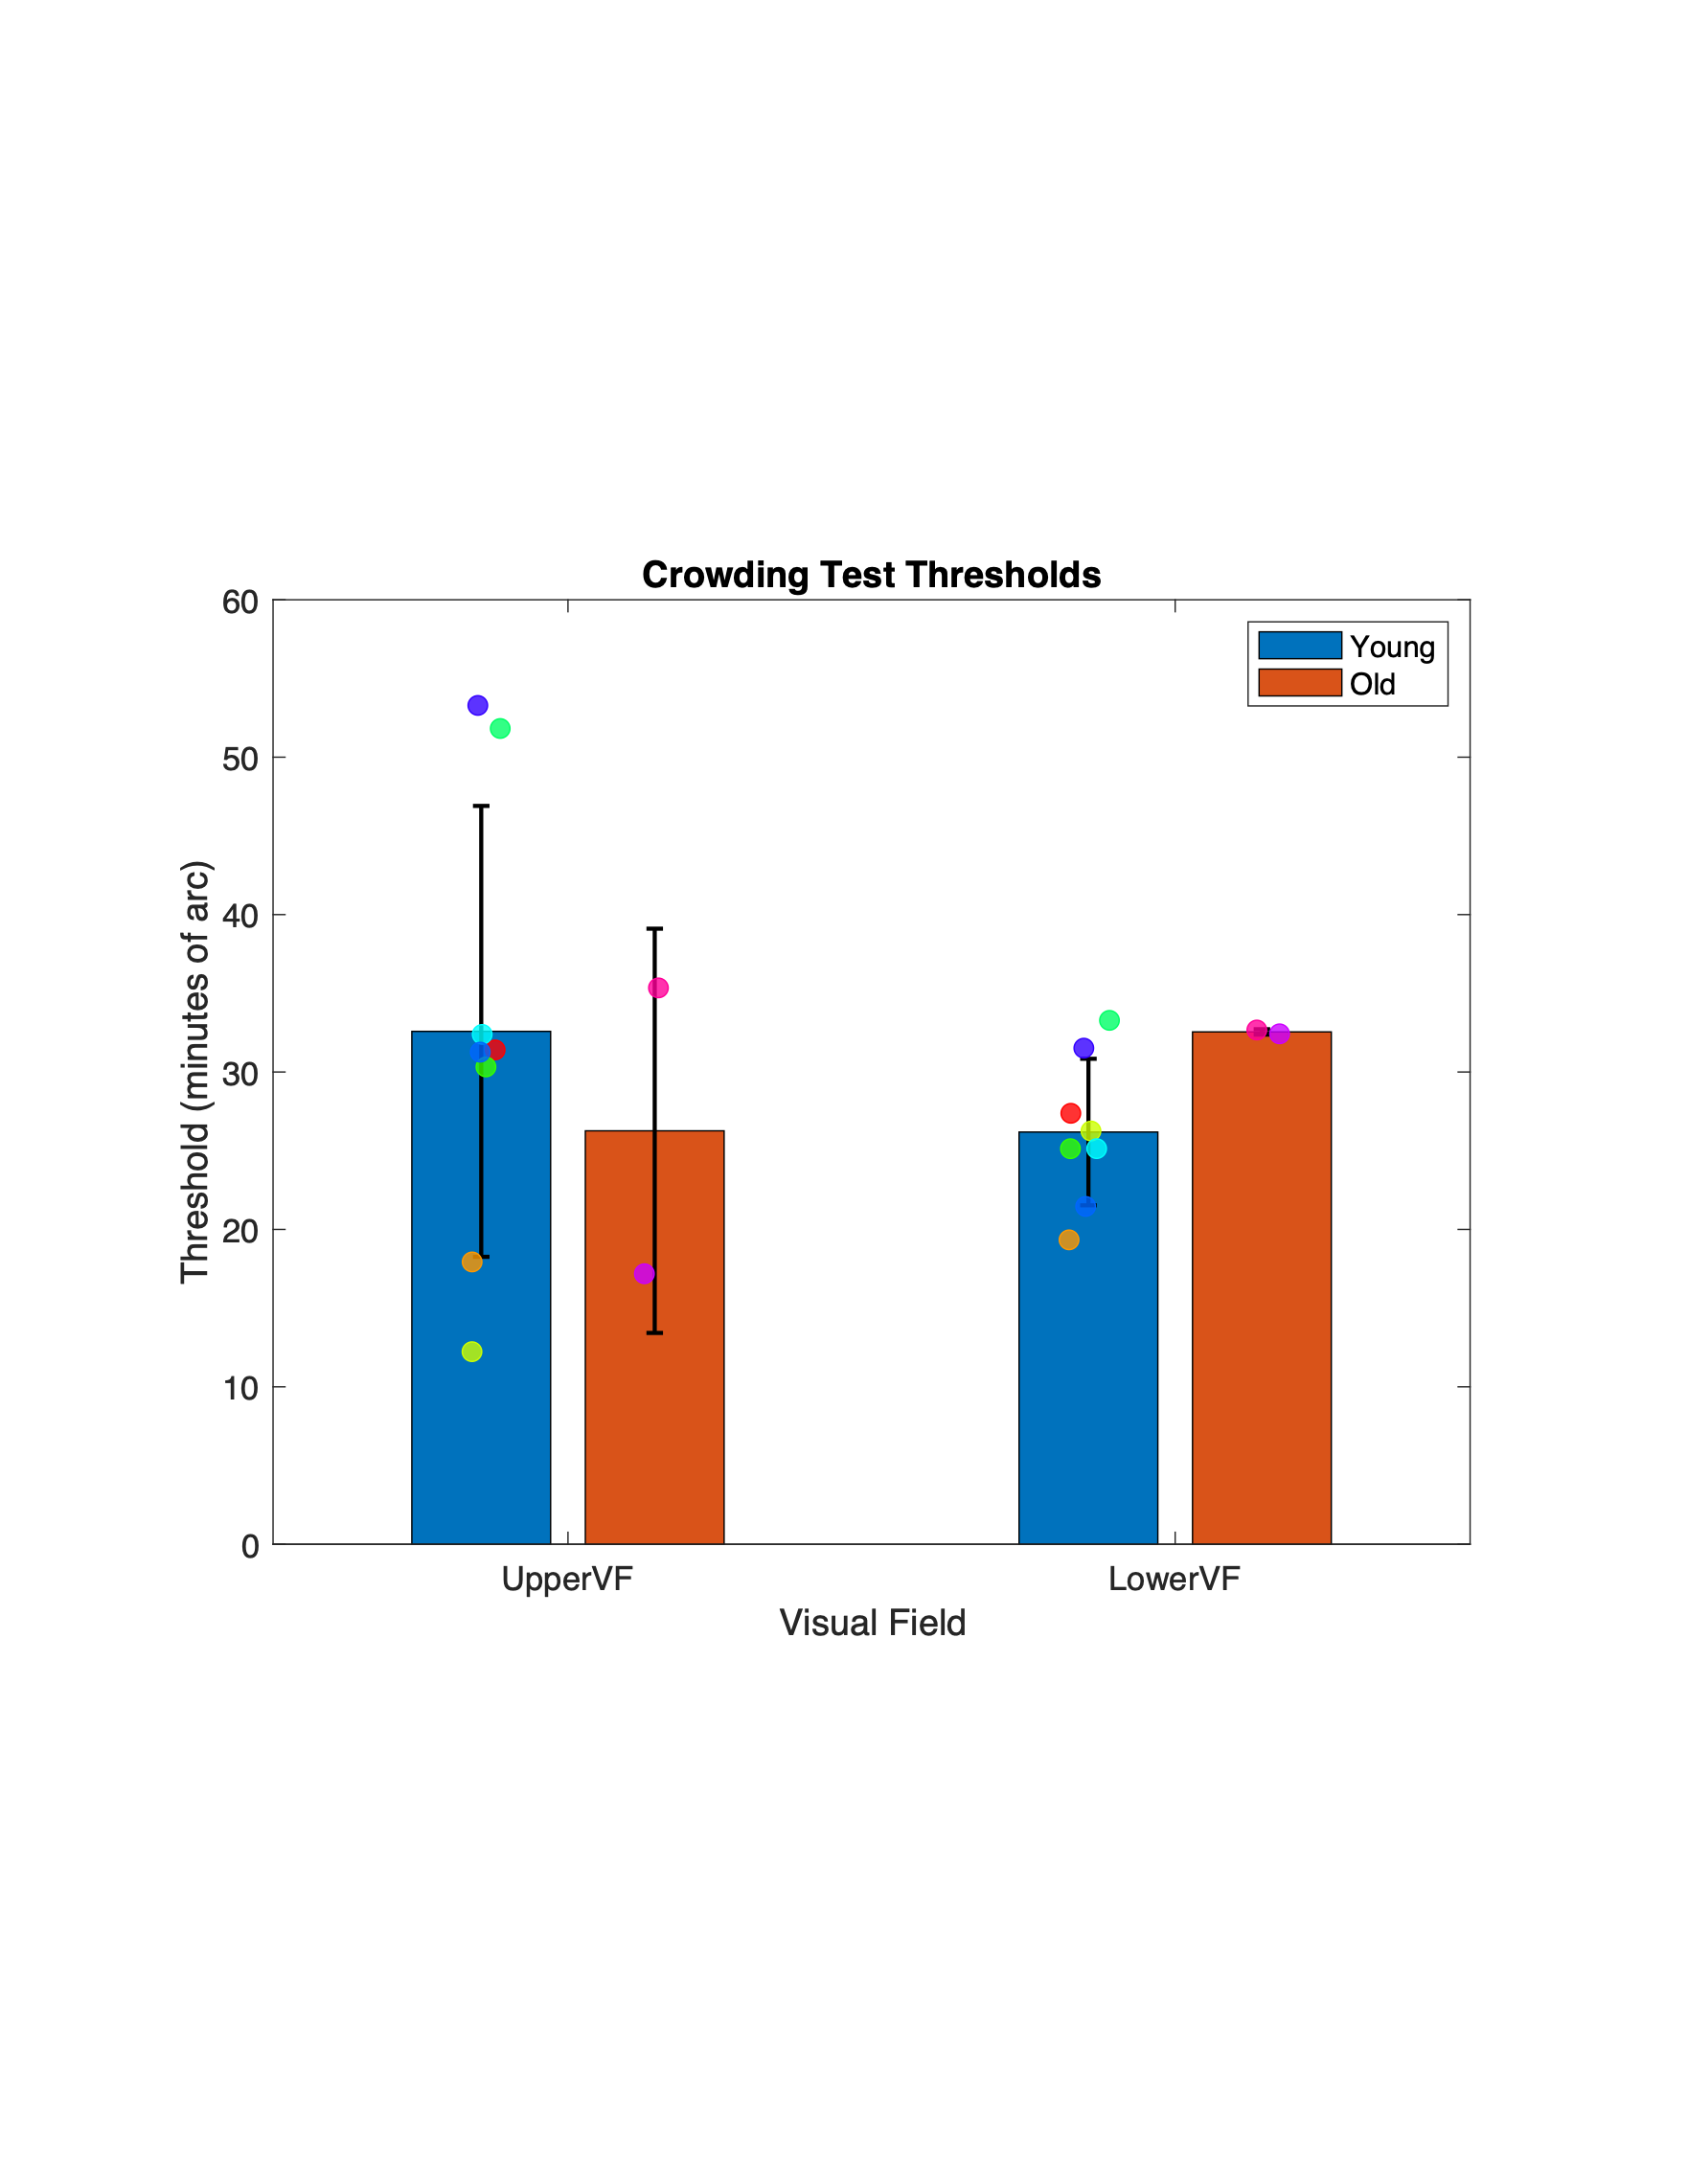 Crowding Test Thresholds
60
50
40
30
20
10
0
Threshold (minutes of arc)
Young
Old
UpperVF
LowerVF
Visual Field